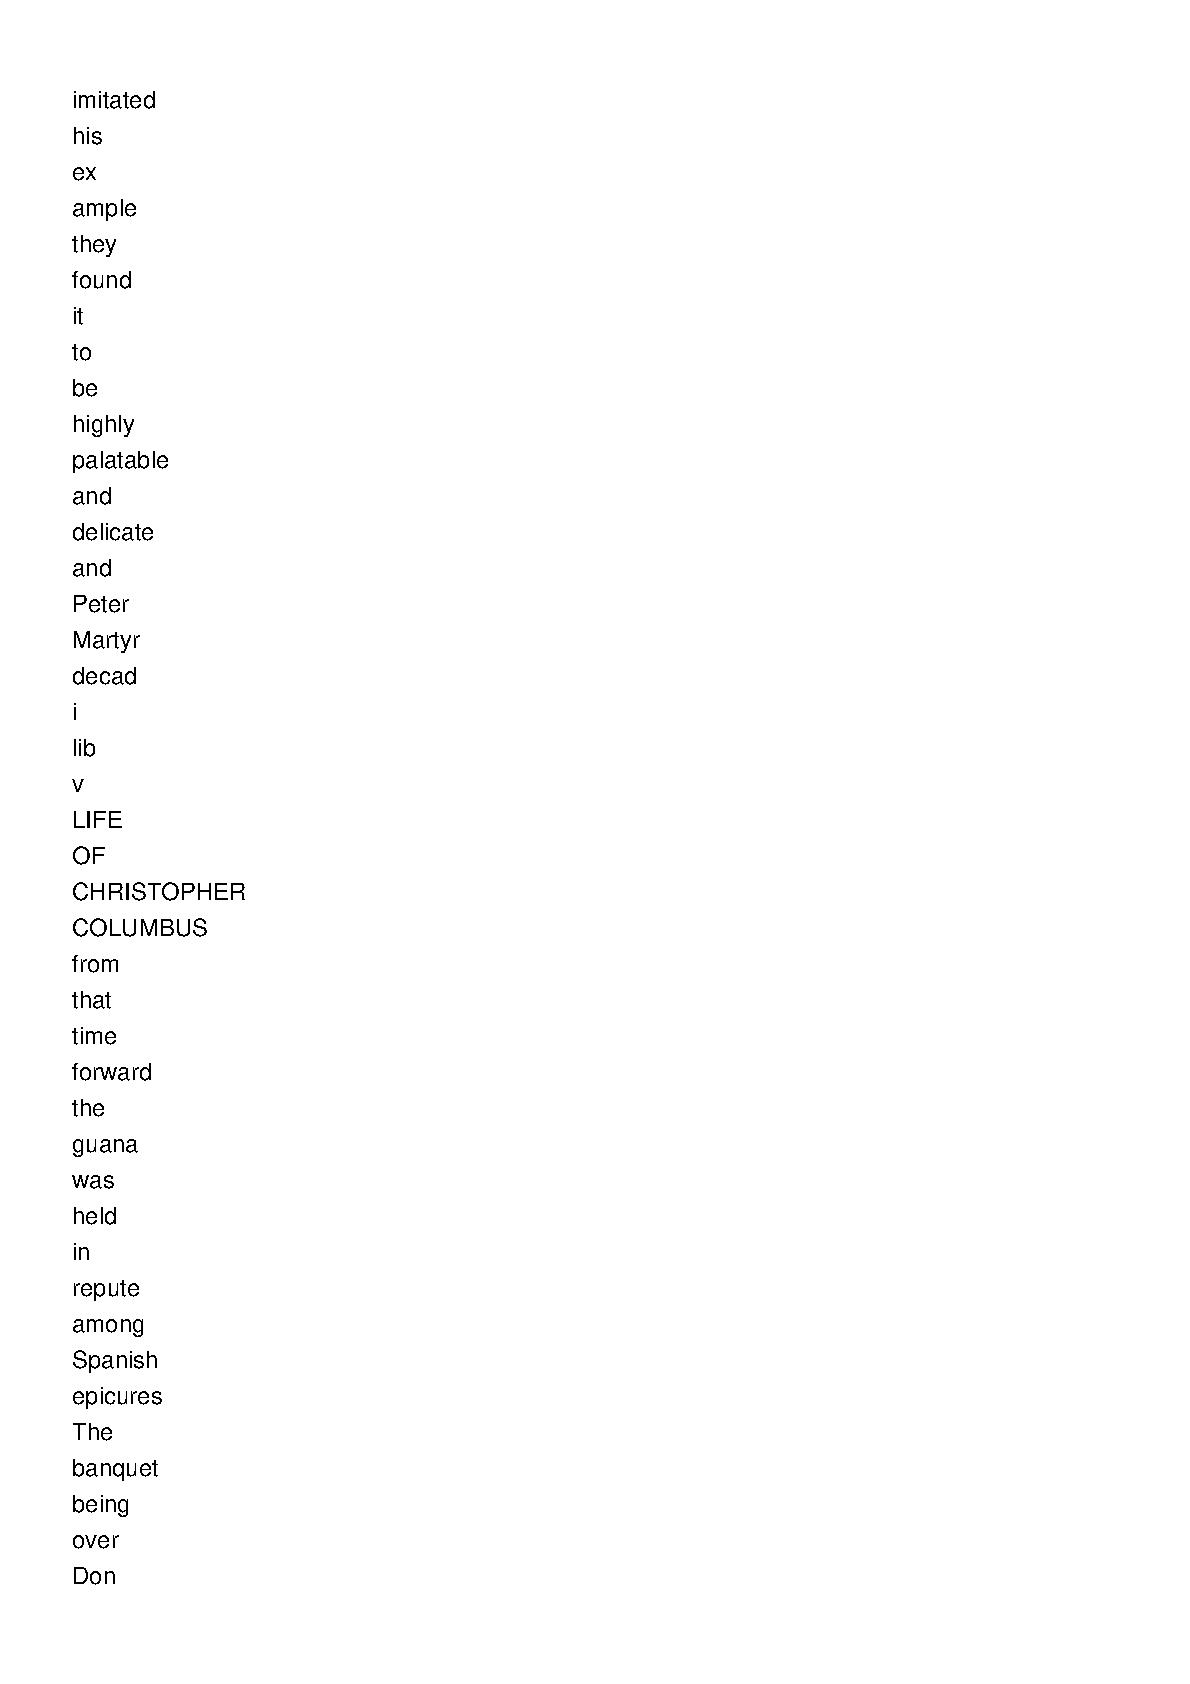 imitated
his
ex
ample
they
found
it
to
be
highly
palatable
and
delicate
and
Peter
Martyr
decad
i
lib
v
LIFE
OF
CHRISTOPHER
COLUMBUS
from
that
time
forward
the
guana
was
held
in
repute
among
Spanish
epicures
The
banquet
being
over
Don